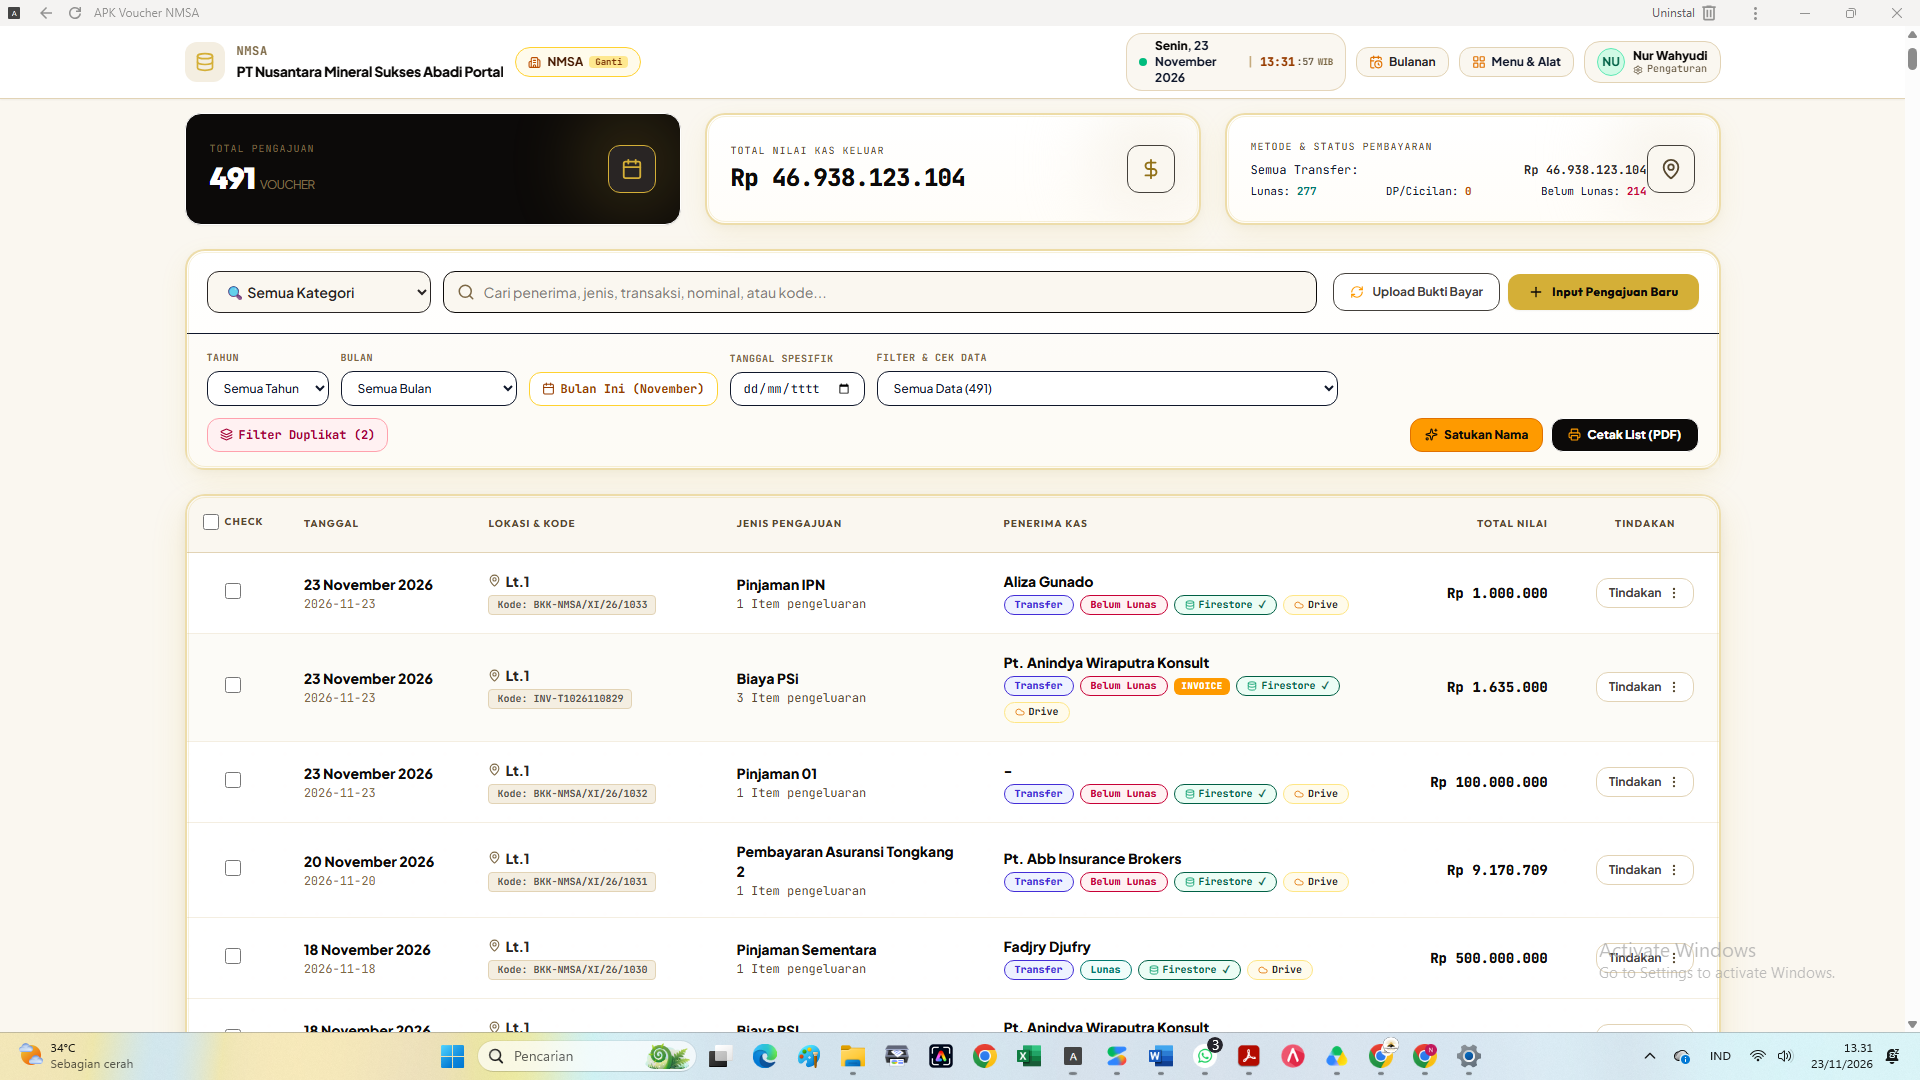 APK Voucher NMSA
Uninstal
NMSA
PT Nusantara Mineral Sukses Abadi Portal
NMSA Ganti
Senin, 23 November 2026 | 13:31:57 WIB
Bulanan
Menu & Alat
NU
Nur Wahyudi
Pengaturan
TOTAL PENGAJUAN
491 VOUCHER
TOTAL NILAI KAS KELUAR
Rp 46.938.123.104
METODE & STATUS PEMBAYARAN
Semua Transfer: Rp 46.938.123.104
Lunas: 277 DP/Cicilan: 0 Belum Lunas: 214
Semua Kategori
Cari penerima, jenis, transaksi, nominal, atau kode...
Upload Bukti Bayar
+ Input Pengajuan Baru
TAHUN
BULAN
TANGGAL SPESIFIK
FILTER & CEK DATA
Semua Tahun
Semua Bulan
Bulan Ini (November)
dd/mm/tttt
Semua Data (491)
Filter Duplikat (2)
Satukan Nama
Cetak List (PDF)
CHECK TANGGAL LOKASI & KODE JENIS PENGAJUAN PENERIMA KAS TOTAL NILAI TINDAKAN
23 November 2026
2026-11-23
Lt.1
Kode: BKK-NMSA/XI/26/1033
Pinjaman IPN
1 Item pengeluaran
Aliza Gunado
Transfer Belum Lunas Firestore ✓ Drive
Rp 1.000.000
Tindakan
23 November 2026
2026-11-23
Lt.1
Kode: INV-T1026110829
Biaya PSi
3 Item pengeluaran
Pt. Anindya Wiraputra Konsult
Transfer Belum Lunas INVOICE Firestore ✓
Drive
Rp 1.635.000
Tindakan
23 November 2026
2026-11-23
Lt.1
Kode: BKK-NMSA/XI/26/1032
Pinjaman 01
1 Item pengeluaran
-
Transfer Belum Lunas Firestore ✓ Drive
Rp 100.000.000
Tindakan
20 November 2026
2026-11-20
Lt.1
Kode: BKK-NMSA/XI/26/1031
Pembayaran Asuransi Tongkang
2
1 Item pengeluaran
Pt. Abb Insurance Brokers
Transfer Belum Lunas Firestore ✓ Drive
Rp 9.170.709
Tindakan
18 November 2026
2026-11-18
Lt.1
Kode: BKK-NMSA/XI/26/1030
Pinjaman Sementara
1 Item pengeluaran
Fadjry Djufry
Transfer Lunas Firestore ✓ Drive
Rp 500.000.000
Tindakan
Activate Windows
Go to Settings to activate Windows.
18 November 2026
Lt.1
Biaya PSI
Pt. Anindya Wiraputra Konsult
34°C
Sebagian cerah
Pencarian
3
IND
13.31
23/11/2026